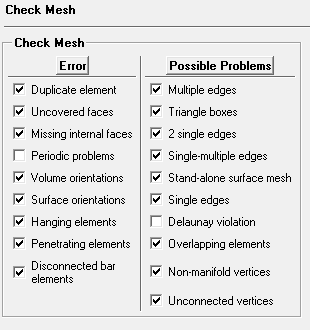 Check Mesh
Check Mesh
Error
Duplicate element
Uncovered faces
Missing internal faces
Periodic problems
Volume orientations
Surface orientations
Hanging elements
Penetrating elements
Disconnected bar
elements
Possible Problems
Multiple edges
Triangle boxes
2 single edges
Single-multiple edges
Stand-alone surface mesh
Single edges
Delaunay violation
Overlapping elements
Non-manifold vertices
Unconnected vertices